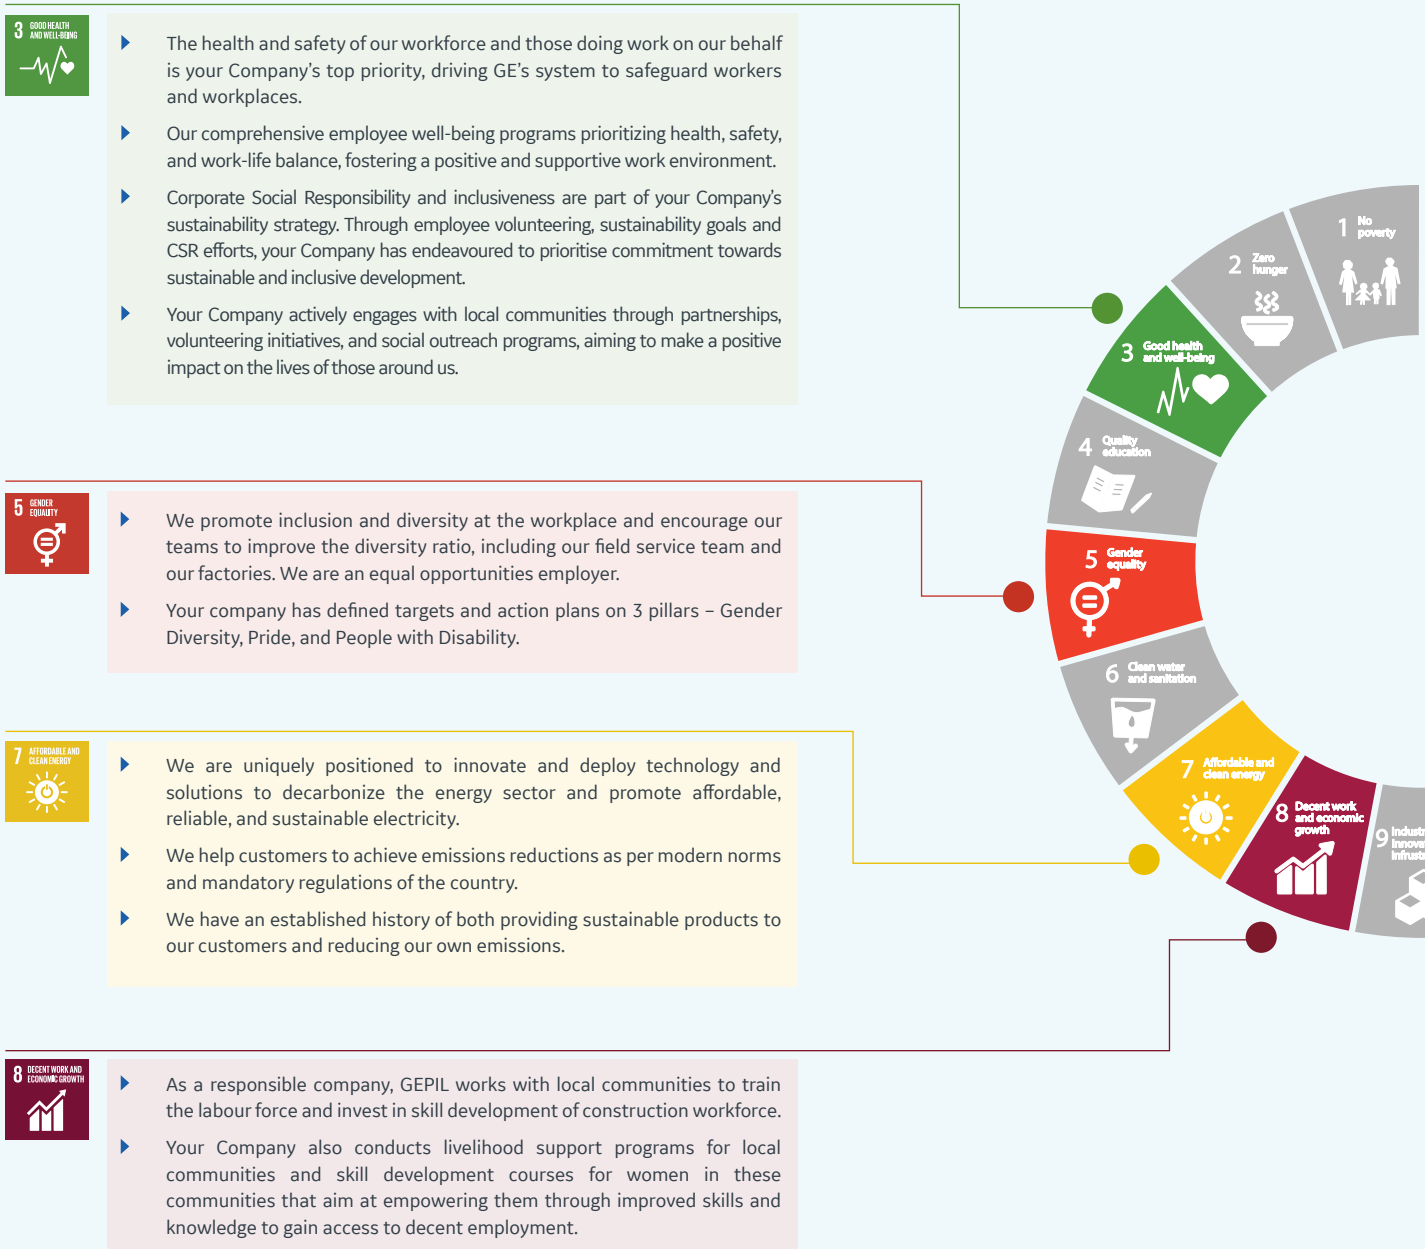 3 GOOD HEALTH
AND WELL-BEING
The health and safety of our workforce and those doing work on our behalf
is your Company's top priority, driving GE's system to safeguard workers
and workplaces.
Our comprehensive employee well-being programs prioritizing health, safety,
and work-life balance, fostering a positive and supportive work environment.
Corporate Social Responsibility and inclusiveness are part of your Company's
sustainability strategy. Through employee volunteering, sustainability goals and
CSR efforts, your Company has endeavoured to prioritise commitment towards
sustainable and inclusive development.
Your Company actively engages with local communities through partnerships,
volunteering initiatives, and social outreach programs, aiming to make a positive
impact on the lives of those around us.
5 GENDER
EQUALITY
We promote inclusion and diversity at the workplace and encourage our
teams to improve the diversity ratio, including our field service team and
our factories. We are an equal opportunities employer.
Your company has defined targets and action plans on 3 pillars – Gender
Diversity, Pride, and People with Disability.
7 AFFORDABLE AND
CLEAN ENERGY
We are uniquely positioned to innovate and deploy technology and
solutions to decarbonize the energy sector and promote affordable,
reliable, and sustainable electricity.
We help customers to achieve emissions reductions as per modern norms
and mandatory regulations of the country.
We have an established history of both providing sustainable products to
our customers and reducing our own emissions.
8 DECENT WORK AND
ECONOMIC GROWTH
As a responsible company, GEPIL works with local communities to train
the labour force and invest in skill development of construction workforce.
Your Company also conducts livelihood support programs for local
communities and skill development courses for women in these
communities that aim at empowering them through improved skills and
knowledge to gain access to decent employment.
1 No
poverty
2 Zero
hunger
3 Good health
and well-being
4 Quality
education
5 Gender
equality
6 Clean water
and sanitation
7 Affordable and
clean energy
8 Decent work
and economic
growth
9